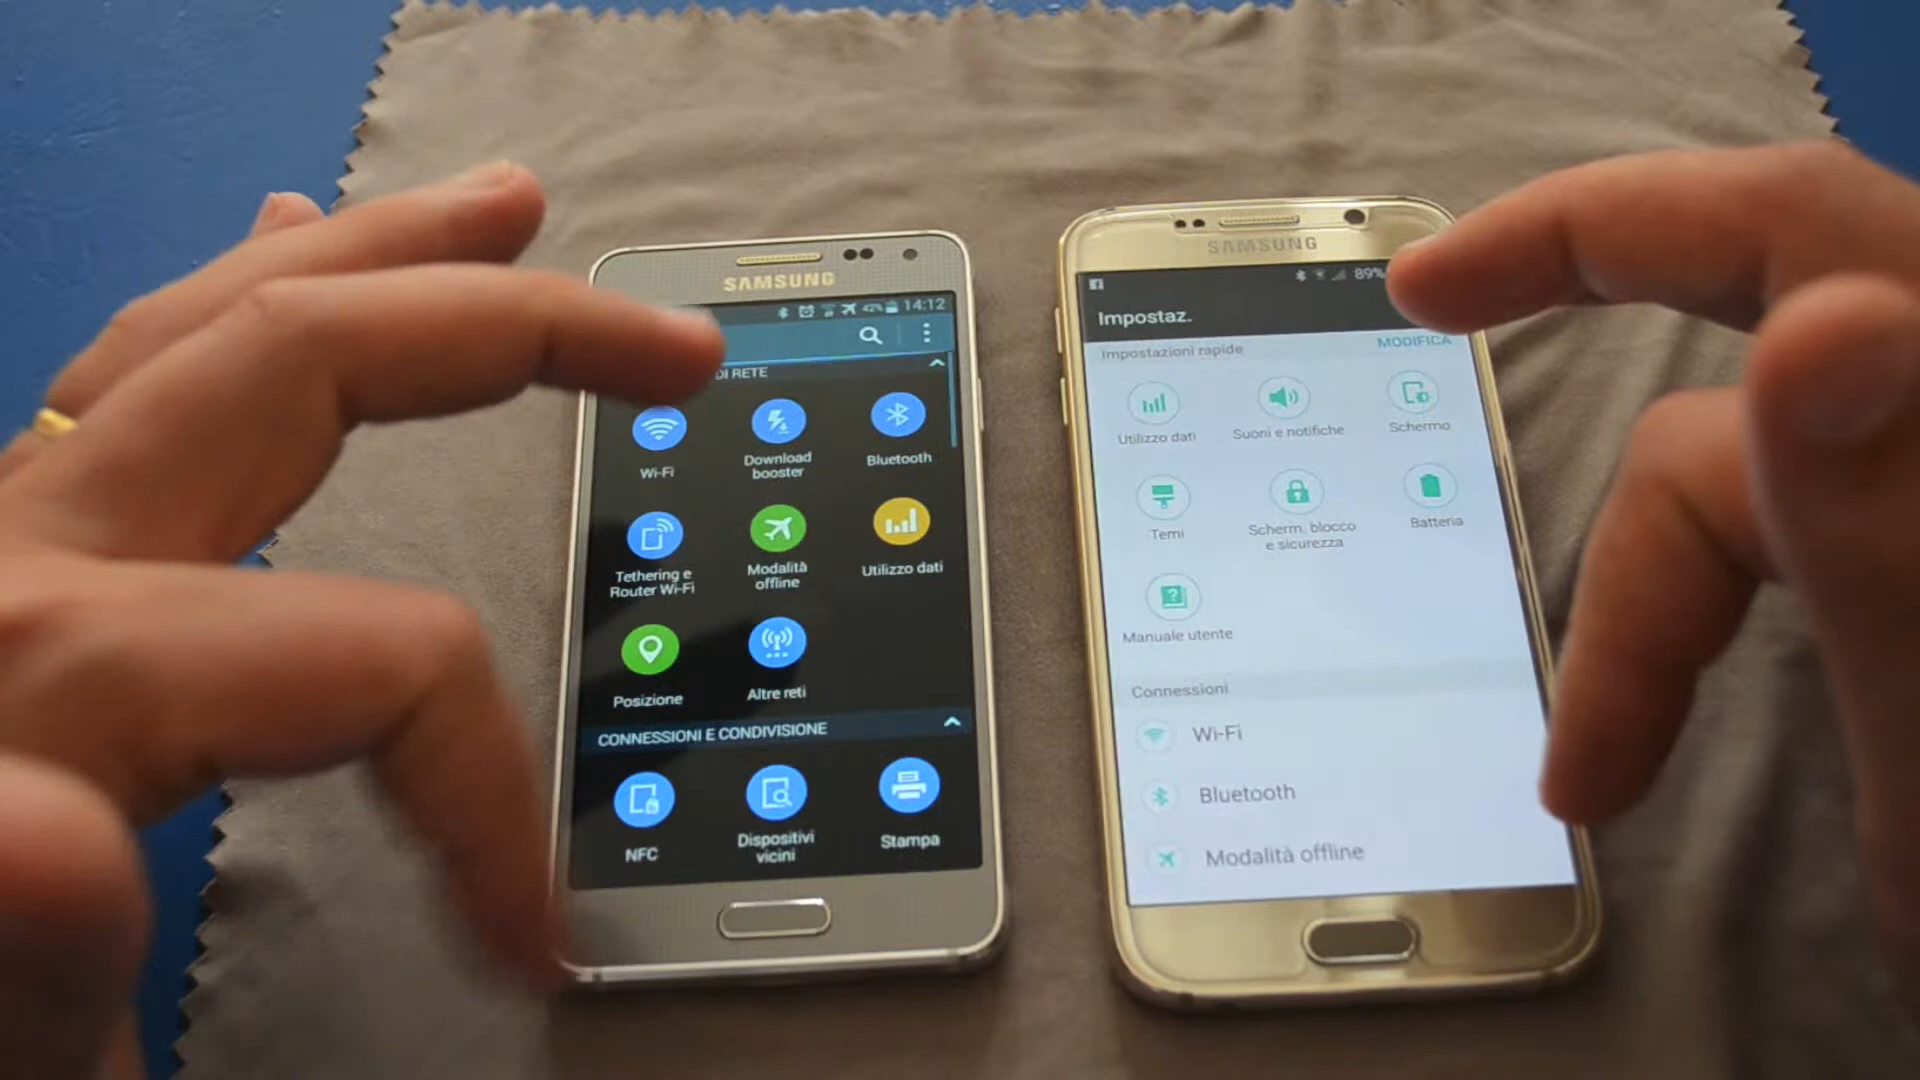 SAMSUNG
42% 14:12
DI RETE
Wi-Fi
Download
booster
Bluetooth
Tethering e
Router Wi-Fi
Modalità
offline
Utilizzo dati
Posizione
Altre reti
CONNESSIONI E CONDIVISIONE
NFC
Dispositivi
vicini
Stampa
SAMSUNG
89%
Impostaz.
Impostazioni rapide
MODIFICA
Utilizzo dati
Suoni e notifiche
Schermo
Temi
Scherm. blocco
e sicurezza
Batteria
Manuale utente
Connessioni
Wi-Fi
Bluetooth
Modalità offline